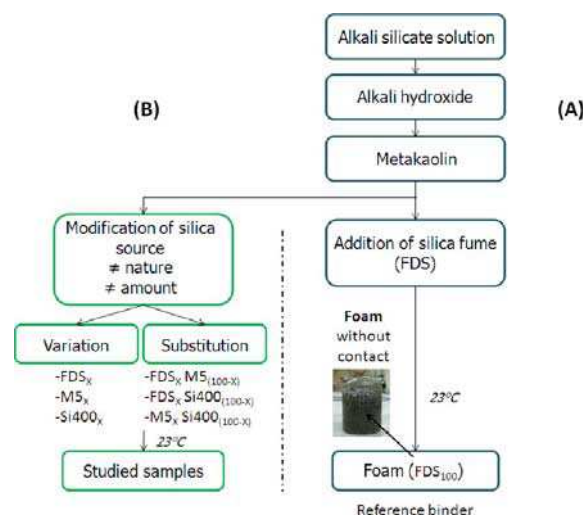 Alkali silicate solution
(B)
Alkali hydroxide
(A)
Metakaolin
Modification of silica
source
≠ nature
≠ amount
Addition of silica fume
(FDS)
Variation
Substitution
-FDSₓ
-M5ₓ
-Si400ₓ
-FDSₓ M5₍₁₀₀₋ₓ₎
-FDSₓ Si400₍₁₀₀₋ₓ₎
-M5ₓ Si400₍₁₀₀₋ₓ₎
23°C
Studied samples
Foam
without
contact
23°C
Foam (FDS₁₀₀)
Reference binder